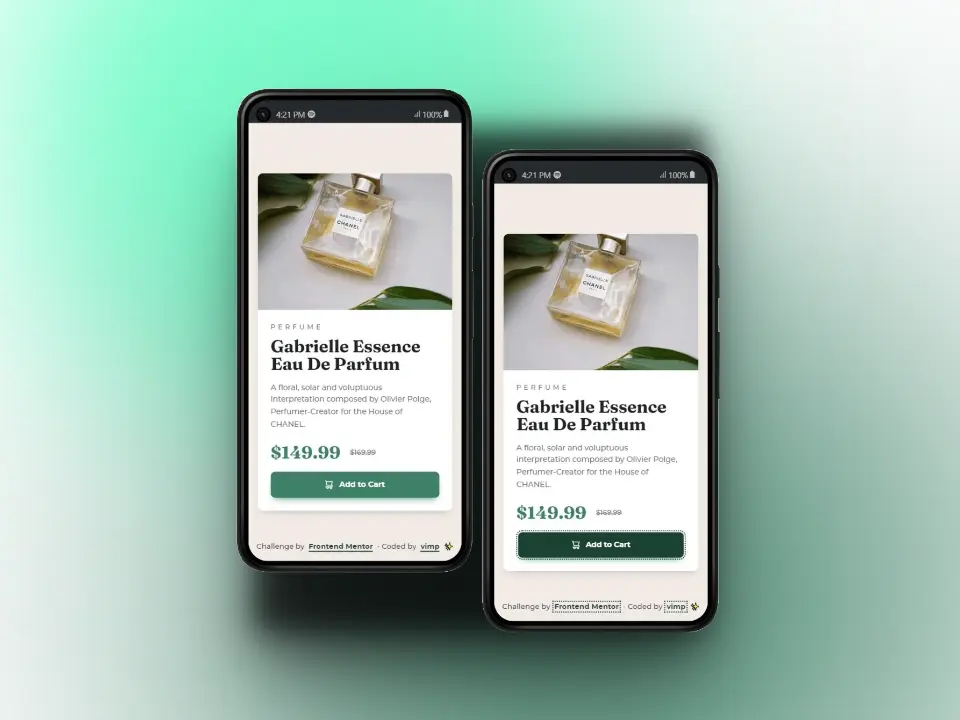 4:21 PM
100%
GABRIELLE
CHANEL
PERFUME
Gabrielle Essence
Eau De Parfum
A floral, solar and voluptuous
interpretation composed by Olivier Polge,
Perfumer-Creator for the House of
CHANEL.
$149.99 $169.99
Add to Cart
Challenge by Frontend Mentor · Coded by vimp
4:21 PM
100%
GABRIELLE
CHANEL
PERFUME
Gabrielle Essence
Eau De Parfum
A floral, solar and voluptuous
interpretation composed by Olivier Polge,
Perfumer-Creator for the House of
CHANEL.
$149.99 $169.99
Add to Cart
Challenge by Frontend Mentor · Coded by vimp